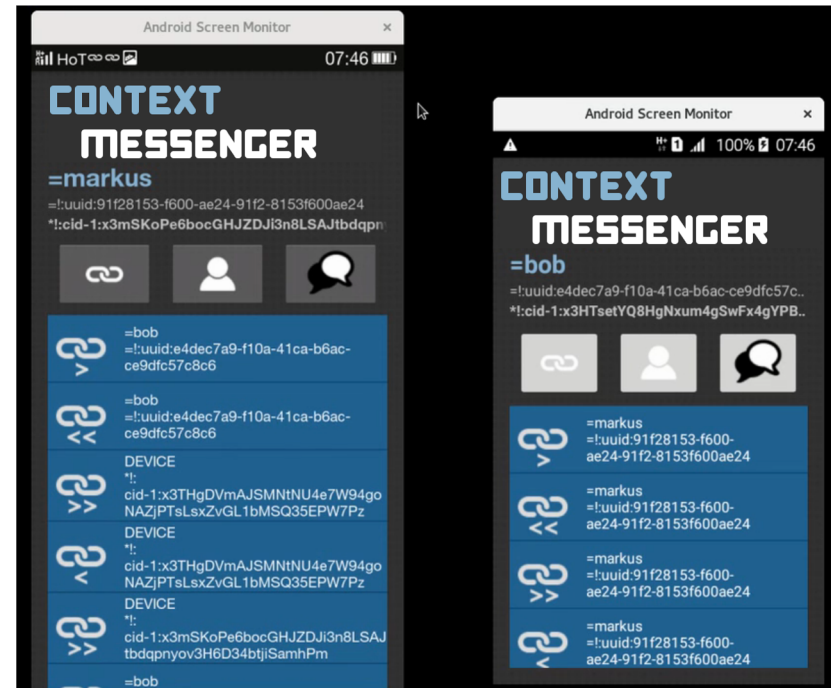 Android Screen Monitor ×
HoT 07:46
CONTEXT
MESSENGER
=markus
=!:uuid:91f28153-f600-ae24-91f2-8153f600ae24
*!:cid-1:x3mSKoPe6bocGHJZDJi3n8LSAJtbdqpn
=bob
=!:uuid:e4dec7a9-f10a-41ca-b6ac-
ce9dfc57c8c6
>
=bob
=!:uuid:e4dec7a9-f10a-41ca-b6ac-
ce9dfc57c8c6
<<
DEVICE
*!:
cid-1:x3THgDVmAJSMNtNU4e7W94go
NAZjPTsLsxZvGL1bMSQ35EPW7Pz
>>
DEVICE
*!:
cid-1:x3THgDVmAJSMNtNU4e7W94go
NAZjPTsLsxZvGL1bMSQ35EPW7Pz
<
DEVICE
*!:
cid-1:x3mSKoPe6bocGHJZDJi3n8LSAJ
tbdqpnyov3H6D34btjiSamhPm
>>
=bob
Android Screen Monitor ×
H+ 1 100% 07:46
CONTEXT
MESSENGER
=bob
=!:uuid:e4dec7a9-f10a-41ca-b6ac-ce9dfc57c..
*!:cid-1:x3HTsetYQ8HgNxum4gSwFx4gYPB..
=markus
=!:uuid:91f28153-f600-
ae24-91f2-8153f600ae24
>
=markus
=!:uuid:91f28153-f600-
ae24-91f2-8153f600ae24
<<
=markus
=!:uuid:91f28153-f600-
ae24-91f2-8153f600ae24
>>
=markus
=!:uuid:91f28153-f600-
ae24-91f2-8153f600ae24
<